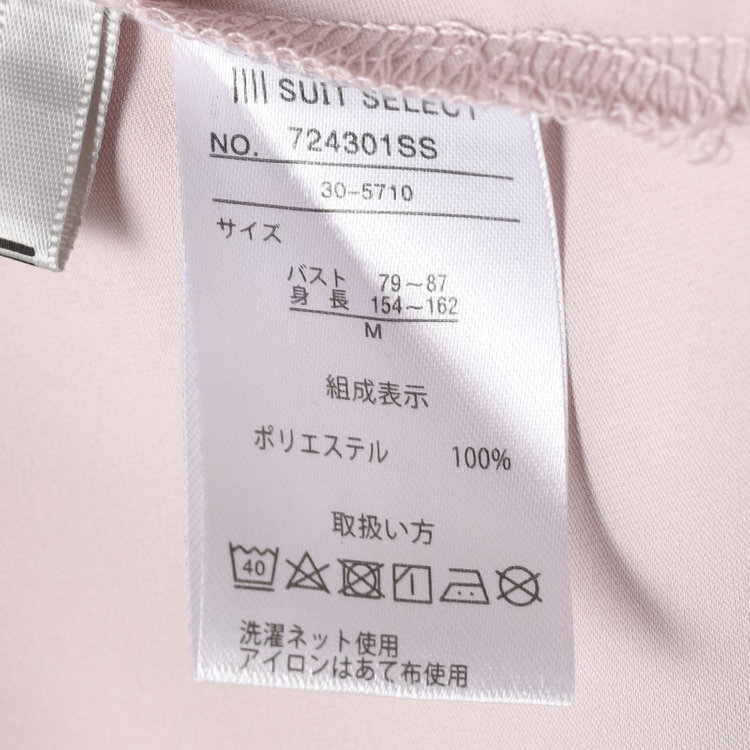 SUIT SELECT
NO. 724301SS
30-5710
サイズ
バスト 79～87
身長 154～162
M
組成表示
ポリエステル 100%
取扱い方
40
洗濯ネット使用
アイロンはあて布使用